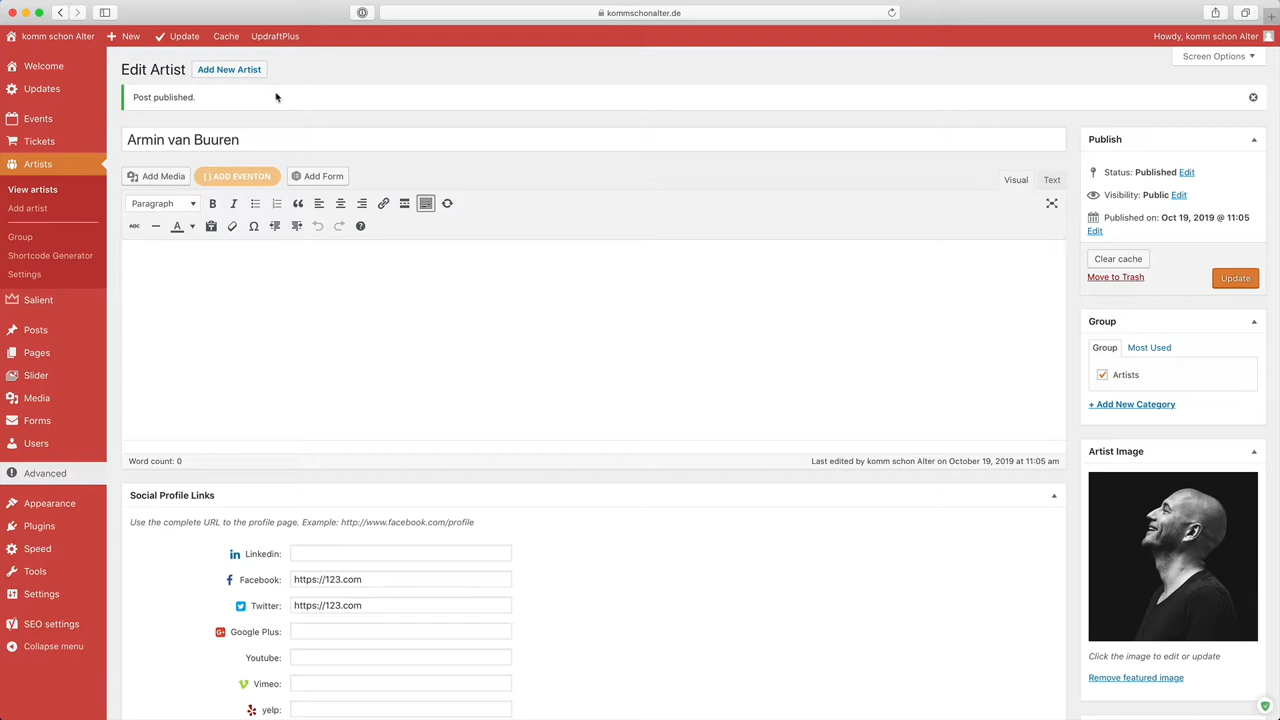 kommschonalter.de
komm schon Alter
New
Update
Cache
UpdraftPlus
Howdy, komm schon Alter
Welcome
Updates
Events
Tickets
Artists
View artists
Add artist
Group
Shortcode Generator
Settings
Salient
Posts
Pages
Slider
Media
Forms
Users
Advanced
Appearance
Plugins
Speed
Tools
Settings
SEO settings
Collapse menu
Edit Artist
Add New Artist
Screen Options
Post published.
Armin van Buuren
Add Media
[ ] ADD EVENTON
Add Form
Visual
Text
Paragraph
B
I
ABC
A
Word count: 0
Last edited by komm schon Alter on October 19, 2019 at 11:05 am
Social Profile Links
Use the complete URL to the profile page. Example: http://www.facebook.com/profile
Linkedin:
Facebook: https://123.com
Twitter: https://123.com
Google Plus:
Youtube:
Vimeo:
yelp:
Publish
Status: Published Edit
Visibility: Public Edit
Published on: Oct 19, 2019 @ 11:05
Edit
Clear cache
Move to Trash
Update
Group
Group
Most Used
Artists
+ Add New Category
Artist Image
Click the image to edit or update
Remove featured image